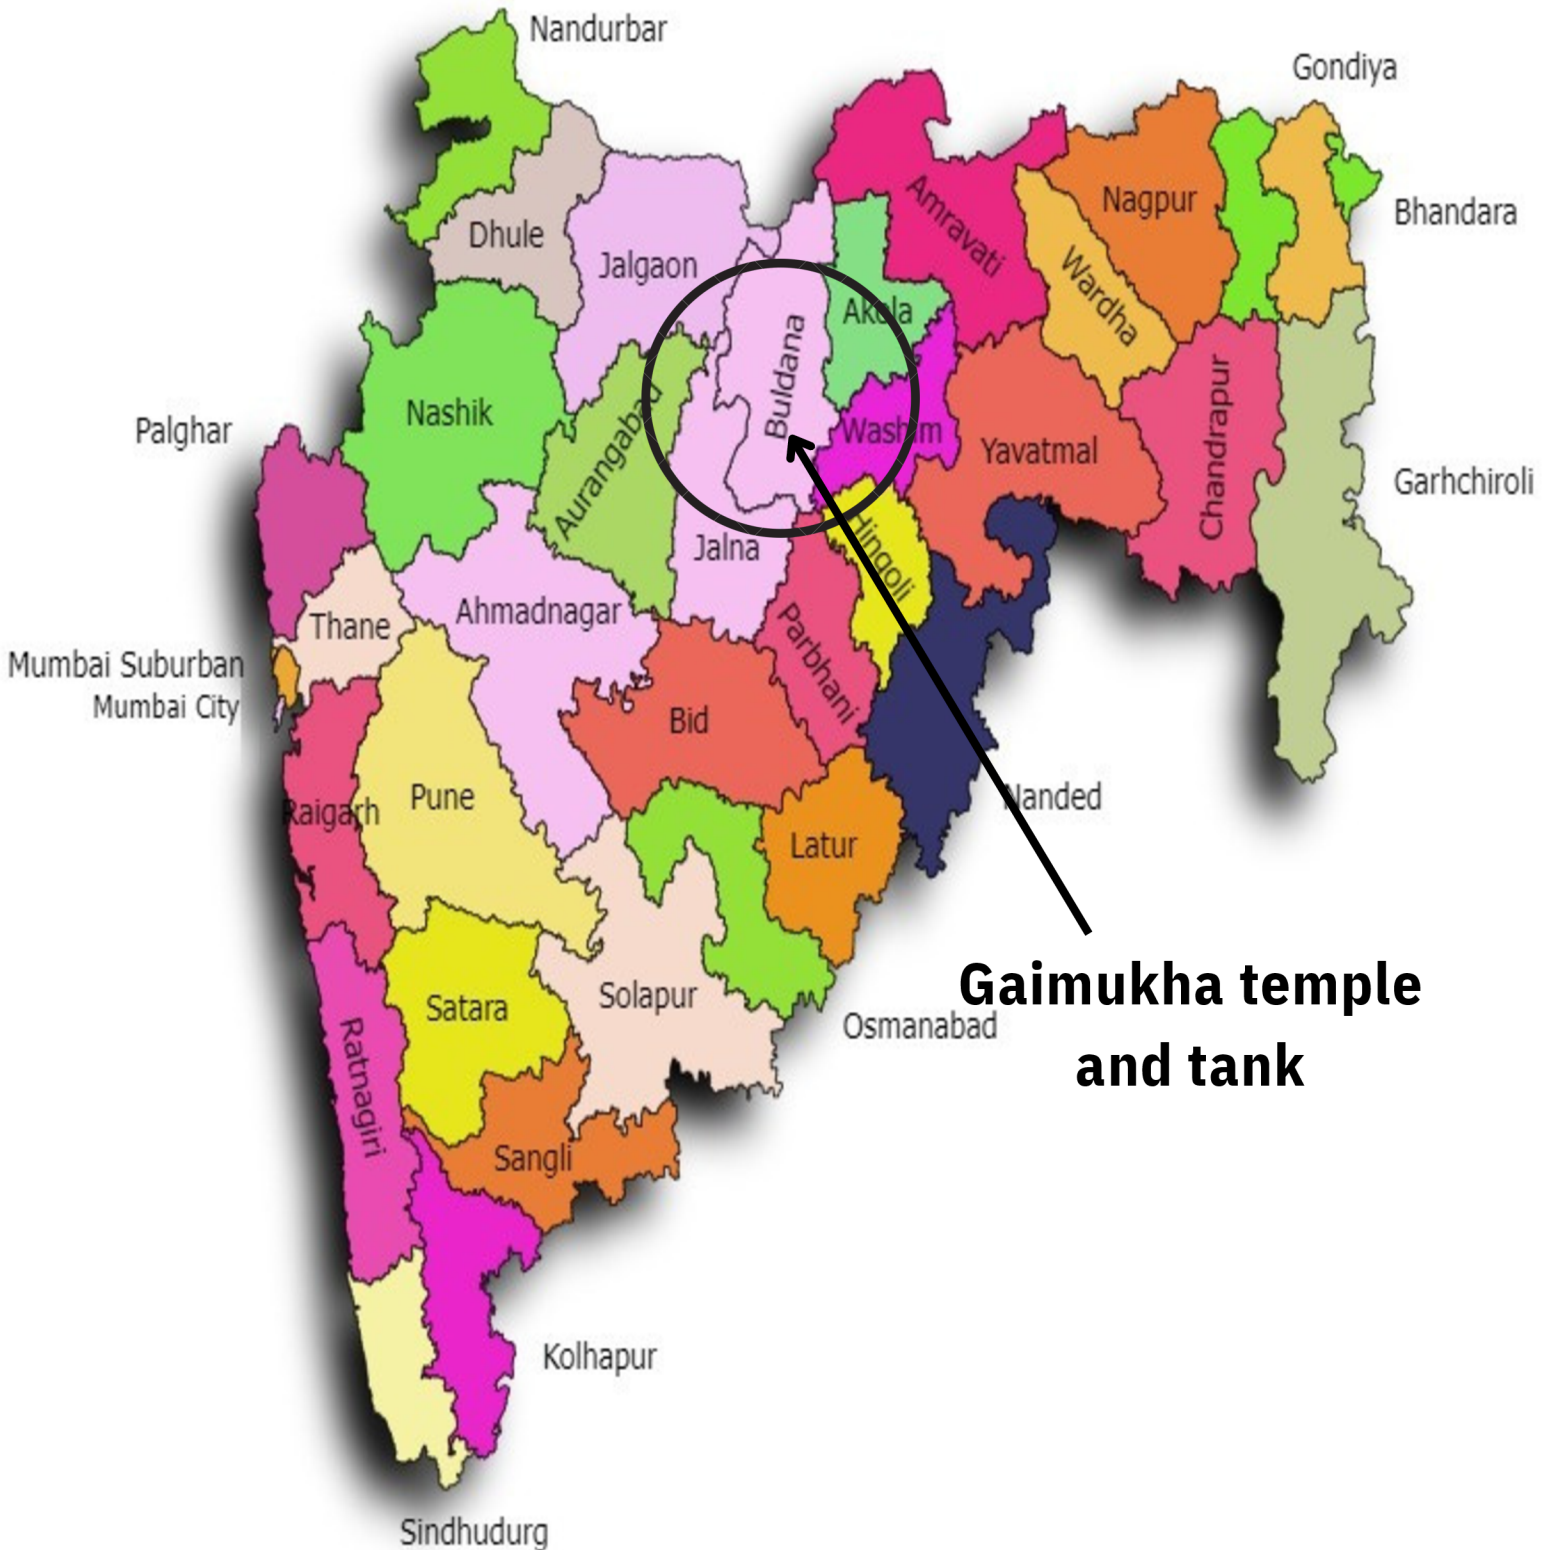 Nandurbar
Gondiya
Dhule
Jalgaon
Amravati
Nagpur
Bhandara
Wardha
Akola
Buldana
Nashik
Palghar
Aurangabad
Washim
Yavatmal
Chandrapur
Garhchiroli
Jalna
Hingoli
Ahmadnagar
Thane
Parbhani
Mumbai Suburban
Mumbai City
Bid
Pune
Raigarh
Nanded
Latur
Gaimukha temple
and tank
Satara
Solapur
Osmanabad
Ratnagiri
Sangli
Kolhapur
Sindhudurg